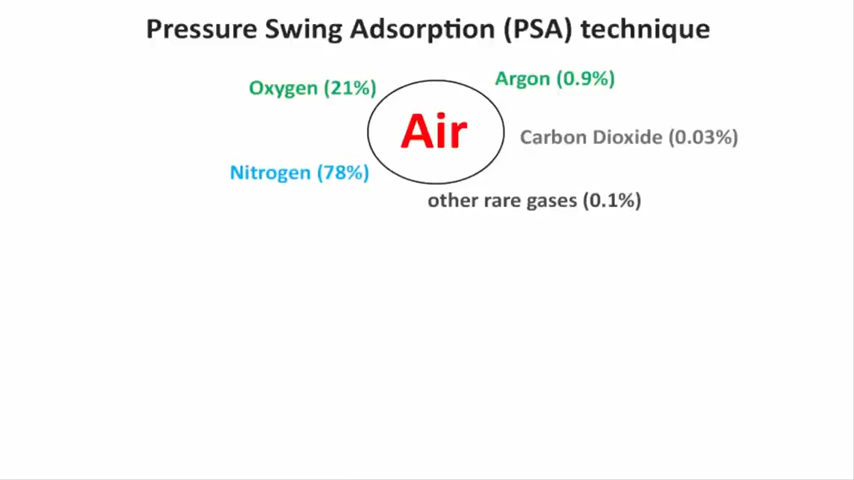 Pressure Swing Adsorption (PSA) technique
Argon (0.9%)
Oxygen (21%)
Air
Carbon Dioxide (0.03%)
Nitrogen (78%)
other rare gases (0.1%)